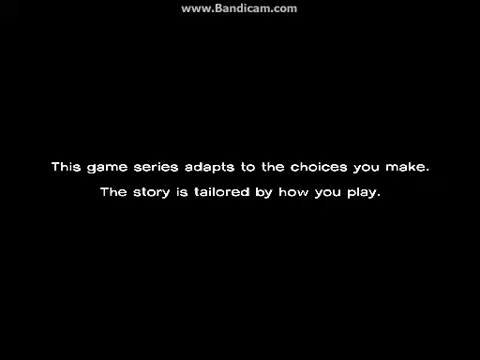 www.Bandicam.com
This game series adapts to the choices you make.
The story is tailored by how you play.